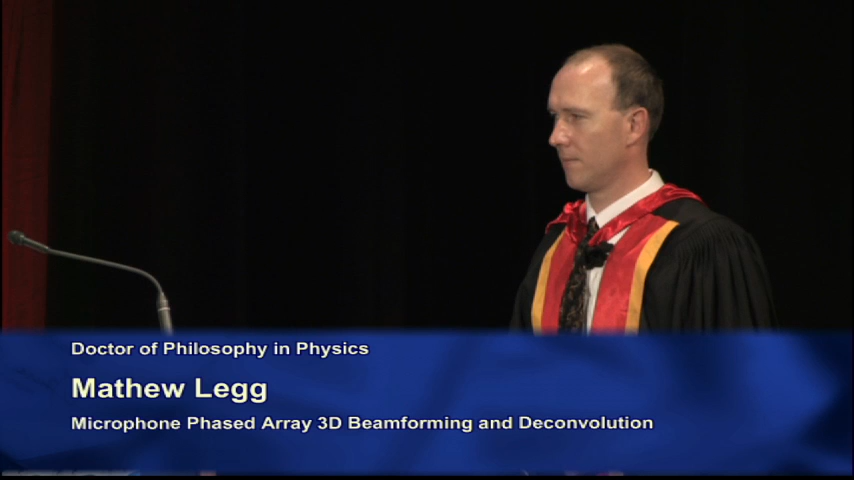 Doctor of Philosophy in Physics
Mathew Legg
Microphone Phased Array 3D Beamforming and Deconvolution